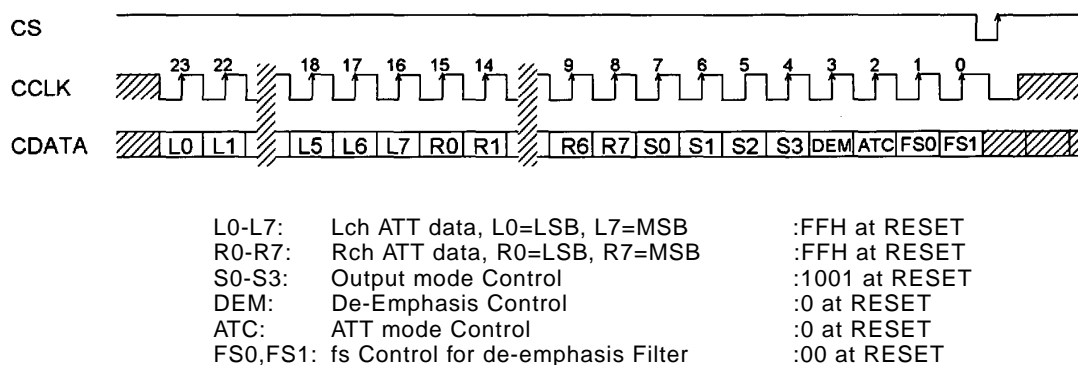 CS
23 22 18 17 16 15 14 9 8 7 6 5 4 3 2 1 0
CCLK
CDATA L0 L1 L5 L6 L7 R0 R1 R6 R7 S0 S1 S2 S3 DEM ATC FS0 FS1
L0-L7: Lch ATT data, L0=LSB, L7=MSB :FFH at RESET
R0-R7: Rch ATT data, R0=LSB, R7=MSB :FFH at RESET
S0-S3: Output mode Control :1001 at RESET
DEM: De-Emphasis Control :0 at RESET
ATC: ATT mode Control :0 at RESET
FS0,FS1: fs Control for de-emphasis Filter :00 at RESET